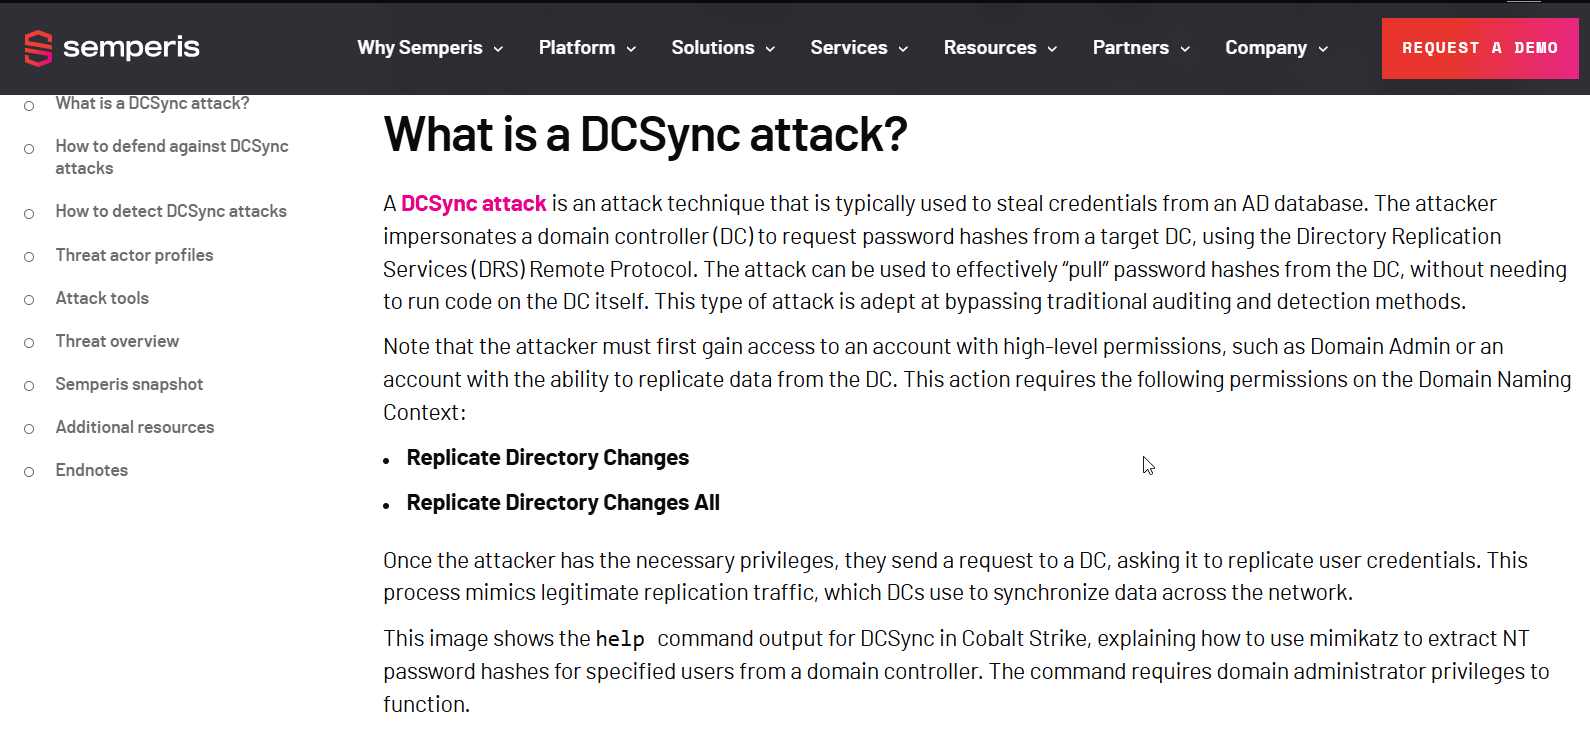 semperis
Why Semperis
Platform
Solutions
Services
Resources
Partners
Company
REQUEST A DEMO
What is a DCSync attack?
How to defend against DCSync
attacks
How to detect DCSync attacks
Threat actor profiles
Attack tools
Threat overview
Semperis snapshot
Additional resources
Endnotes
What is a DCSync attack?
A DCSync attack is an attack technique that is typically used to steal credentials from an AD database. The attacker
impersonates a domain controller (DC) to request password hashes from a target DC, using the Directory Replication
Services (DRS) Remote Protocol. The attack can be used to effectively “pull” password hashes from the DC, without needing
to run code on the DC itself. This type of attack is adept at bypassing traditional auditing and detection methods.
Note that the attacker must first gain access to an account with high-level permissions, such as Domain Admin or an
account with the ability to replicate data from the DC. This action requires the following permissions on the Domain Naming
Context:
Replicate Directory Changes
Replicate Directory Changes All
Once the attacker has the necessary privileges, they send a request to a DC, asking it to replicate user credentials. This
process mimics legitimate replication traffic, which DCs use to synchronize data across the network.
This image shows the help command output for DCSync in Cobalt Strike, explaining how to use mimikatz to extract NT
password hashes for specified users from a domain controller. The command requires domain administrator privileges to
function.